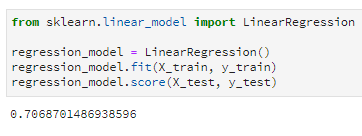 from sklearn.linear_model import LinearRegression
regression_model = LinearRegression()
regression_model.fit(X_train, y_train)
regression_model.score(X_test, y_test)
0.7068701486938596